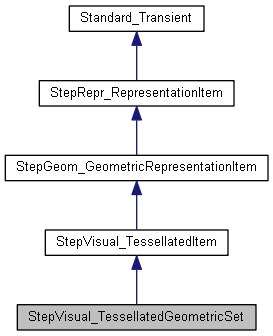 Standard_Transient
StepRepr_RepresentationItem
StepGeom_GeometricRepresentationItem
StepVisual_TessellatedItem
StepVisual_TessellatedGeometricSet